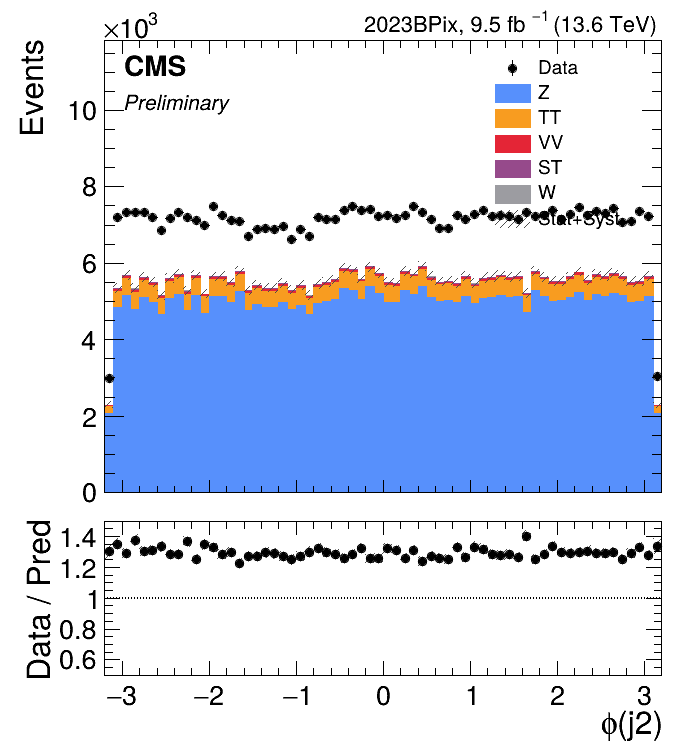 ×10³
2023BPix, 9.5 fb ⁻¹ (13.6 TeV)
Events
CMS
Preliminary
Data
Z
TT
VV
ST
W
Stat+Syst
10
8
6
4
2
0
Data / Pred
1.4
1.2
1
0.8
0.6
−3 −2 −1 0 1 2 3
ϕ(j2)